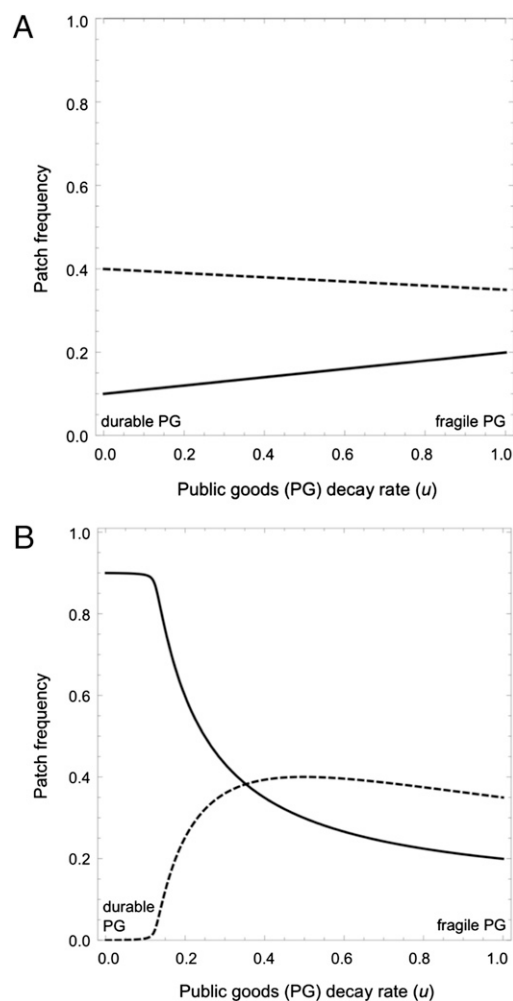 A
1.0
0.8
0.6
0.4
0.2
0.0
Patch frequency
durable PG
fragile PG
0.0 0.2 0.4 0.6 0.8 1.0
Public goods (PG) decay rate (u)
B
1.0
0.8
0.6
0.4
0.2
0.0
Patch frequency
durable
PG
fragile PG
0.0 0.2 0.4 0.6 0.8 1.0
Public goods (PG) decay rate (u)